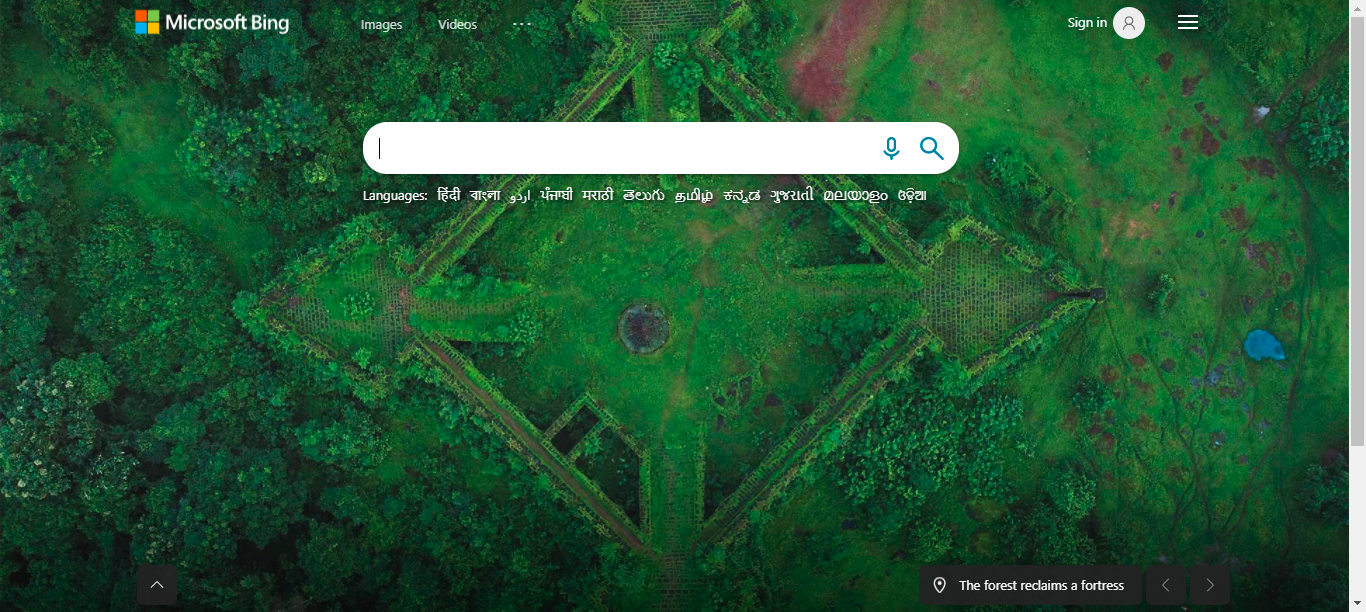 Microsoft Bing
Images
Videos
Sign in
Languages: हिंदी বাংলা اردو ਪੰਜਾਬੀ मराठी తెలుగు தமிழ் ಕನ್ನಡ ગુજરાતી മലയാളം ଓଡ଼ିଆ
The forest reclaims a fortress